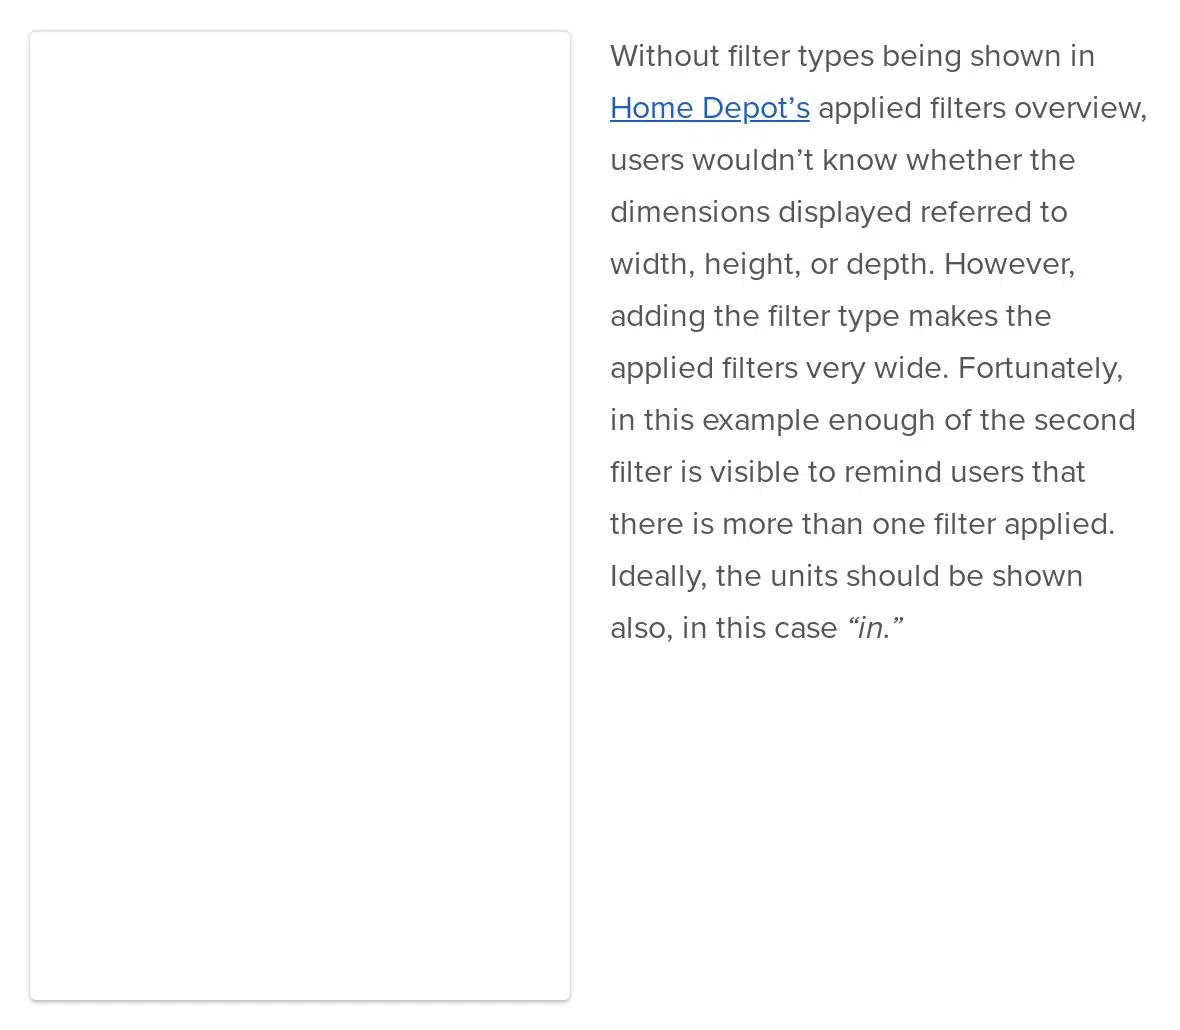 Without filter types being shown in
Home Depot’s applied filters overview,
users wouldn’t know whether the
dimensions displayed referred to
width, height, or depth. However,
adding the filter type makes the
applied filters very wide. Fortunately,
in this example enough of the second
filter is visible to remind users that
there is more than one filter applied.
Ideally, the units should be shown
also, in this case “in.”